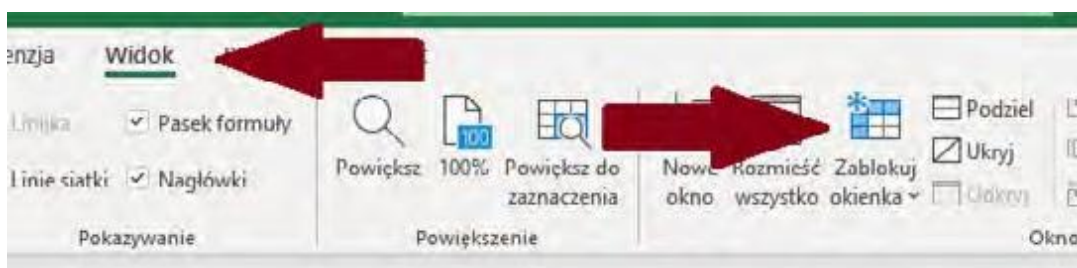 enzja Widok
Linijka Pasek formuły
Linie siatki Nagłówki
Pokazywanie
Powiększ 100% Powiększ do zaznaczenia
100
Powiększenie
Nowe okno Rozmieść wszystko Zablokuj okienka
Podziel
Ukryj
Odkryj
Okno